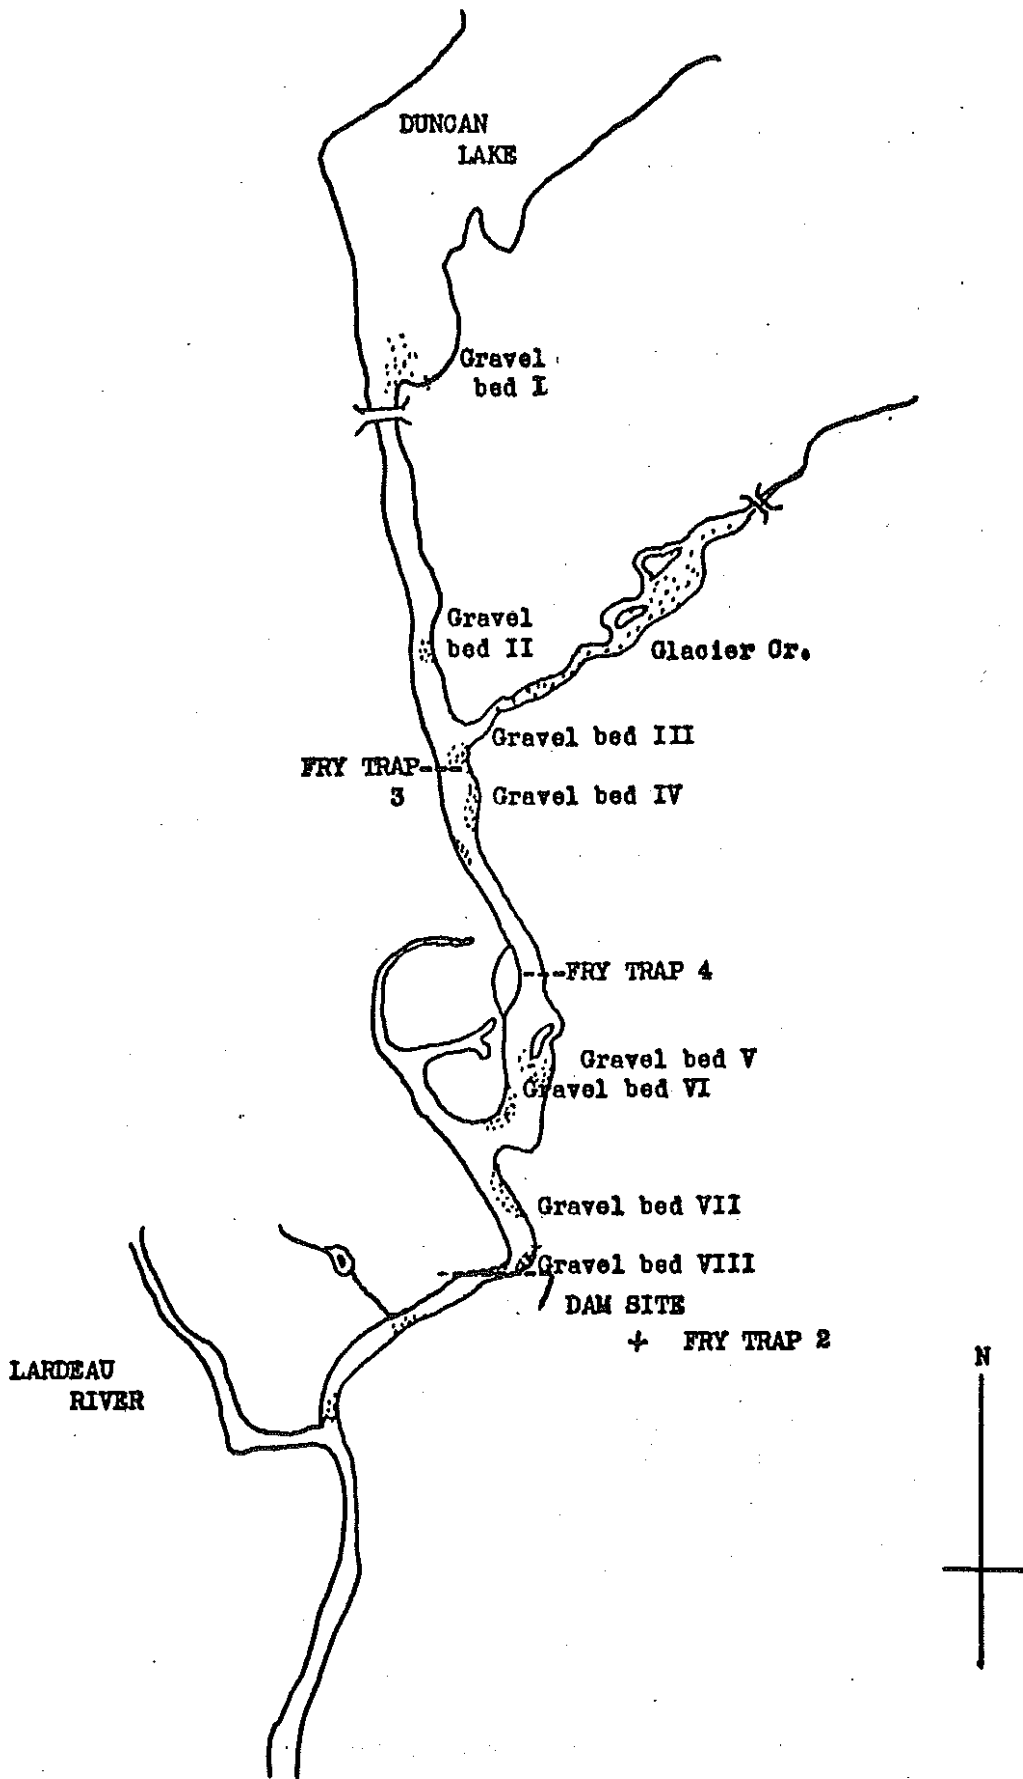 DUNCAN
LAKE
Gravel
bed I
Gravel
bed II
Glacier Cr.
Gravel bed III
FRY TRAP
3
Gravel bed IV
FRY TRAP 4
Gravel bed V
Gravel bed VI
Gravel bed VII
Gravel bed VIII
DAM SITE
+ FRY TRAP 2
LARDEAU
RIVER
N